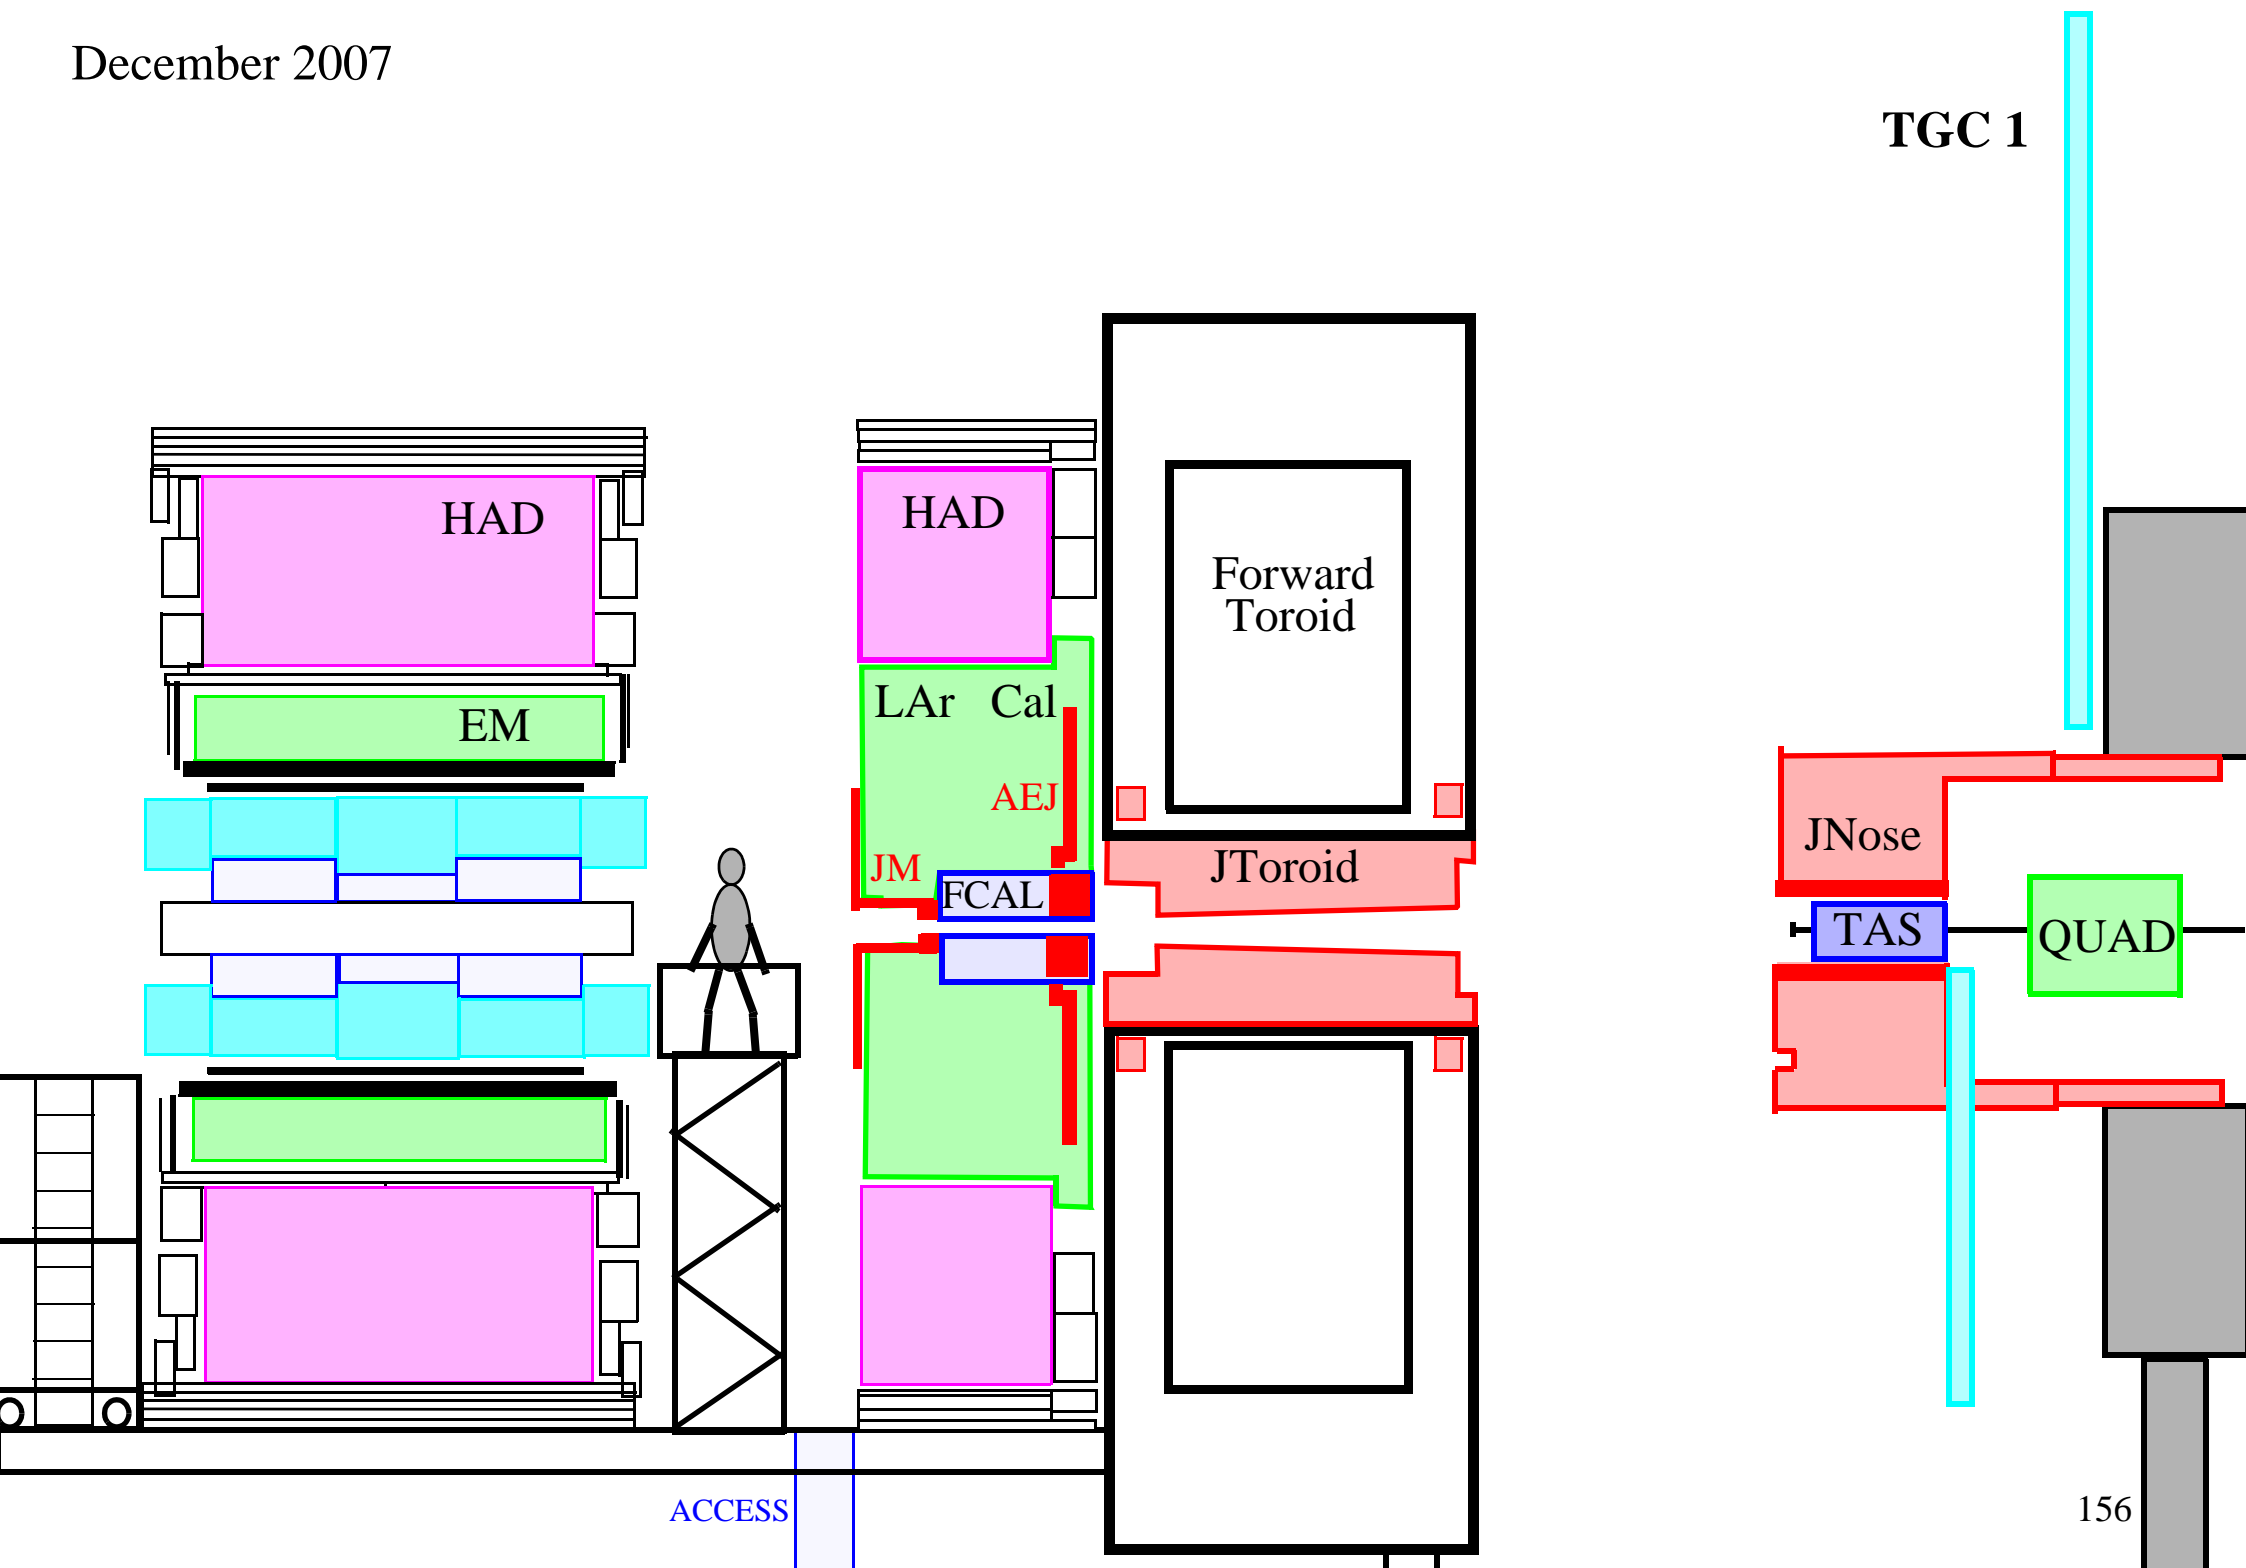 December 2007
TGC 1
HAD
HAD
Forward
Toroid
LAr Cal
EM
AEJ
JNose
JM
JToroid
FCAL
TAS
QUAD
ACCESS
156